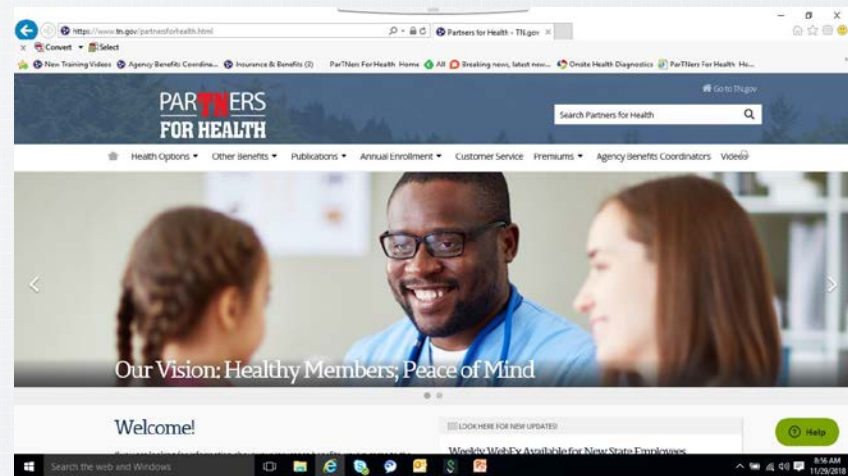 https://www.tn.gov/partnersforhealth.html
Partners for Health - TN.gov
Convert Select
New Training Videos Agency Benefits Coordina... Insurance & Benefits (3) ParTNers For Health Home All Breaking news, latest new... Onsite Health Diagnostics ParTNers For Health He...
Go to TN.gov
PARTNERS
FOR HEALTH
Search Partners for Health
Health Options Other Benefits Publications Annual Enrollment Customer Service Premiums Agency Benefits Coordinators Videos
Our Vision: Healthy Members; Peace of Mind
Welcome!
LOOK HERE FOR NEW UPDATES!
Help
Weekly WebEx Available for New State Employees
Search the web and Windows
8:56 AM
11/29/2018